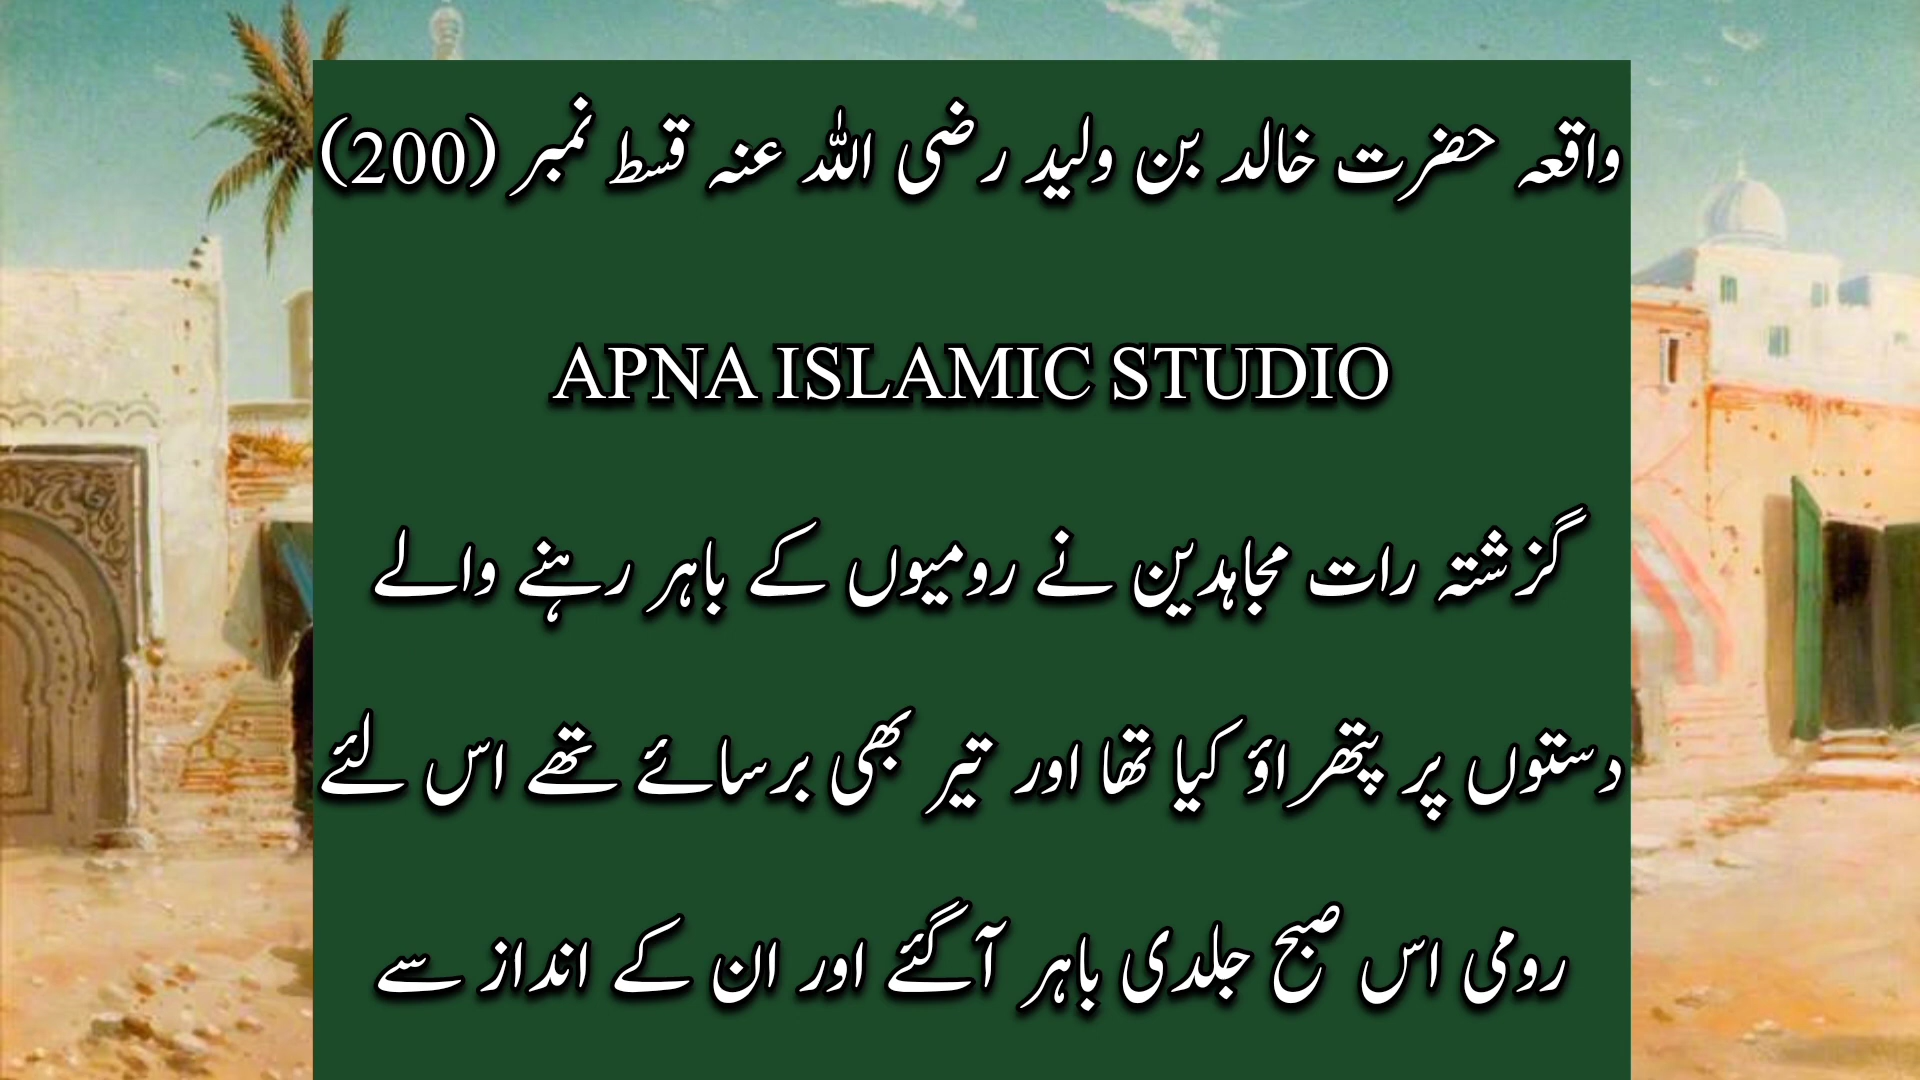 واقعہ حضرت خالد بن ولید رضی اللہ عنہ قسط نمبر (200)
APNA ISLAMIC STUDIO
گزشتہ رات مجاہدین نے رومیوں کے باہر رہنے والے
دستوں پر پتھراؤ کیا تھا اور تیر بھی برسائے تھے اس لئے
رومی اس صبح جلدی باہر آگئے اور ان کے انداز سے